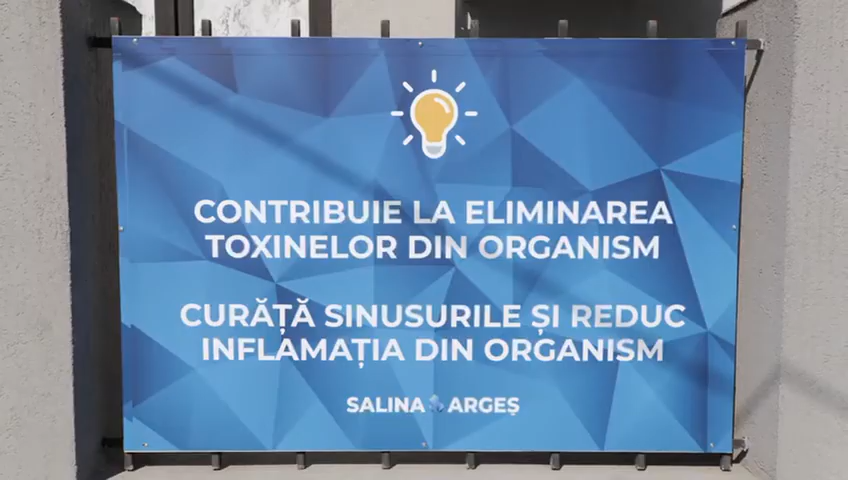 CONTRIBUIE LA ELIMINAREA
TOXINELOR DIN ORGANISM
CURĂȚĂ SINUSURILE ȘI REDUC
INFLAMAȚIA DIN ORGANISM
SALINA ARGEȘ